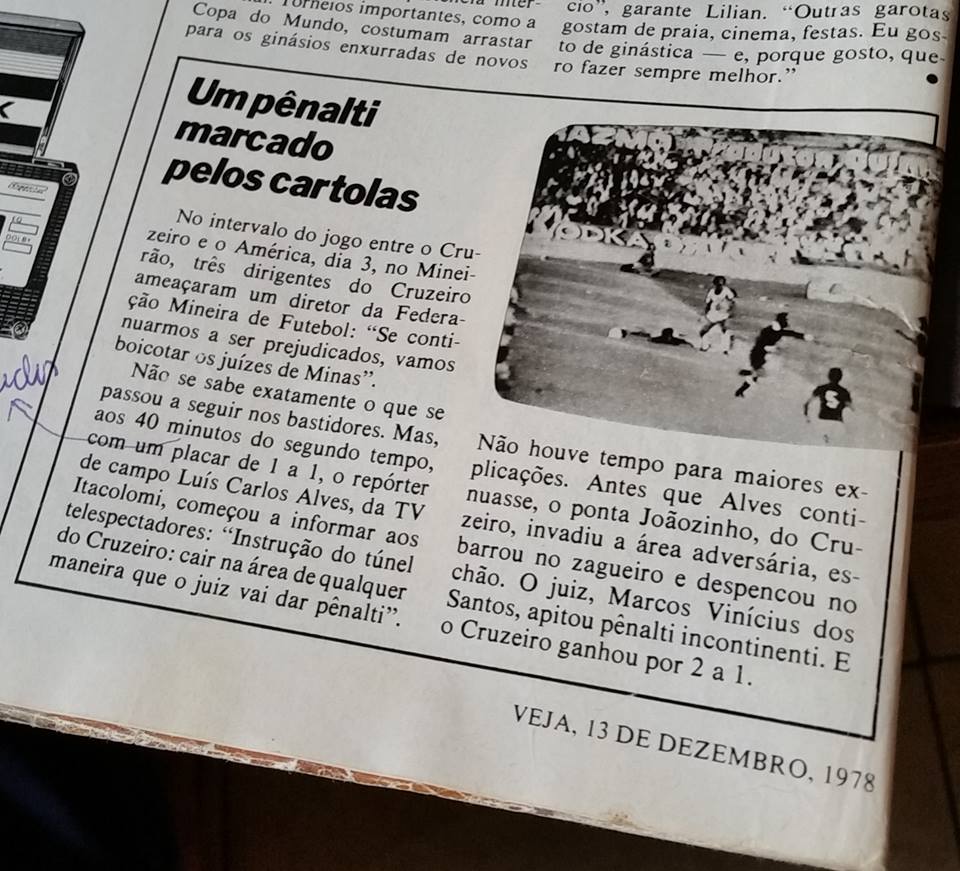 Torneios importantes, como a
Copa do Mundo, costumam arrastar
para os ginásios enxurradas de novos
cio", garante Lilian. "Outras garotas
gostam de praia, cinema, festas. Eu gos-
to de ginástica — e, porque gosto, que-
ro fazer sempre melhor."
Um pênalti
marcado
pelos cartolas
No intervalo do jogo entre o Cru-
zeiro e o América, dia 3, no Minei-
rão, três dirigentes do Cruzeiro
ameaçaram um diretor da Federa-
ção Mineira de Futebol: "Se conti-
nuarmos a ser prejudicados, vamos
boicotar os juízes de Minas".
Não se sabe exatamente o que se
passou a seguir nos bastidores. Mas,
aos 40 minutos do segundo tempo,
com um placar de 1 a 1, o repórter
de campo Luís Carlos Alves, da TV
Itacolomi, começou a informar aos
telespectadores: "Instrução do túnel
do Cruzeiro: cair na área de qualquer
maneira que o juiz vai dar pênalti".
VODKA
5
Não houve tempo para maiores ex-
plicações. Antes que Alves conti-
nuasse, o ponta Joãozinho, do Cru-
zeiro, invadiu a área adversária, es-
barrou no zagueiro e despencou no
chão. O juiz, Marcos Vinícius dos
Santos, apitou pênalti incontinenti. E
o Cruzeiro ganhou por 2 a 1.
VEJA, 13 DE DEZEMBRO, 1978